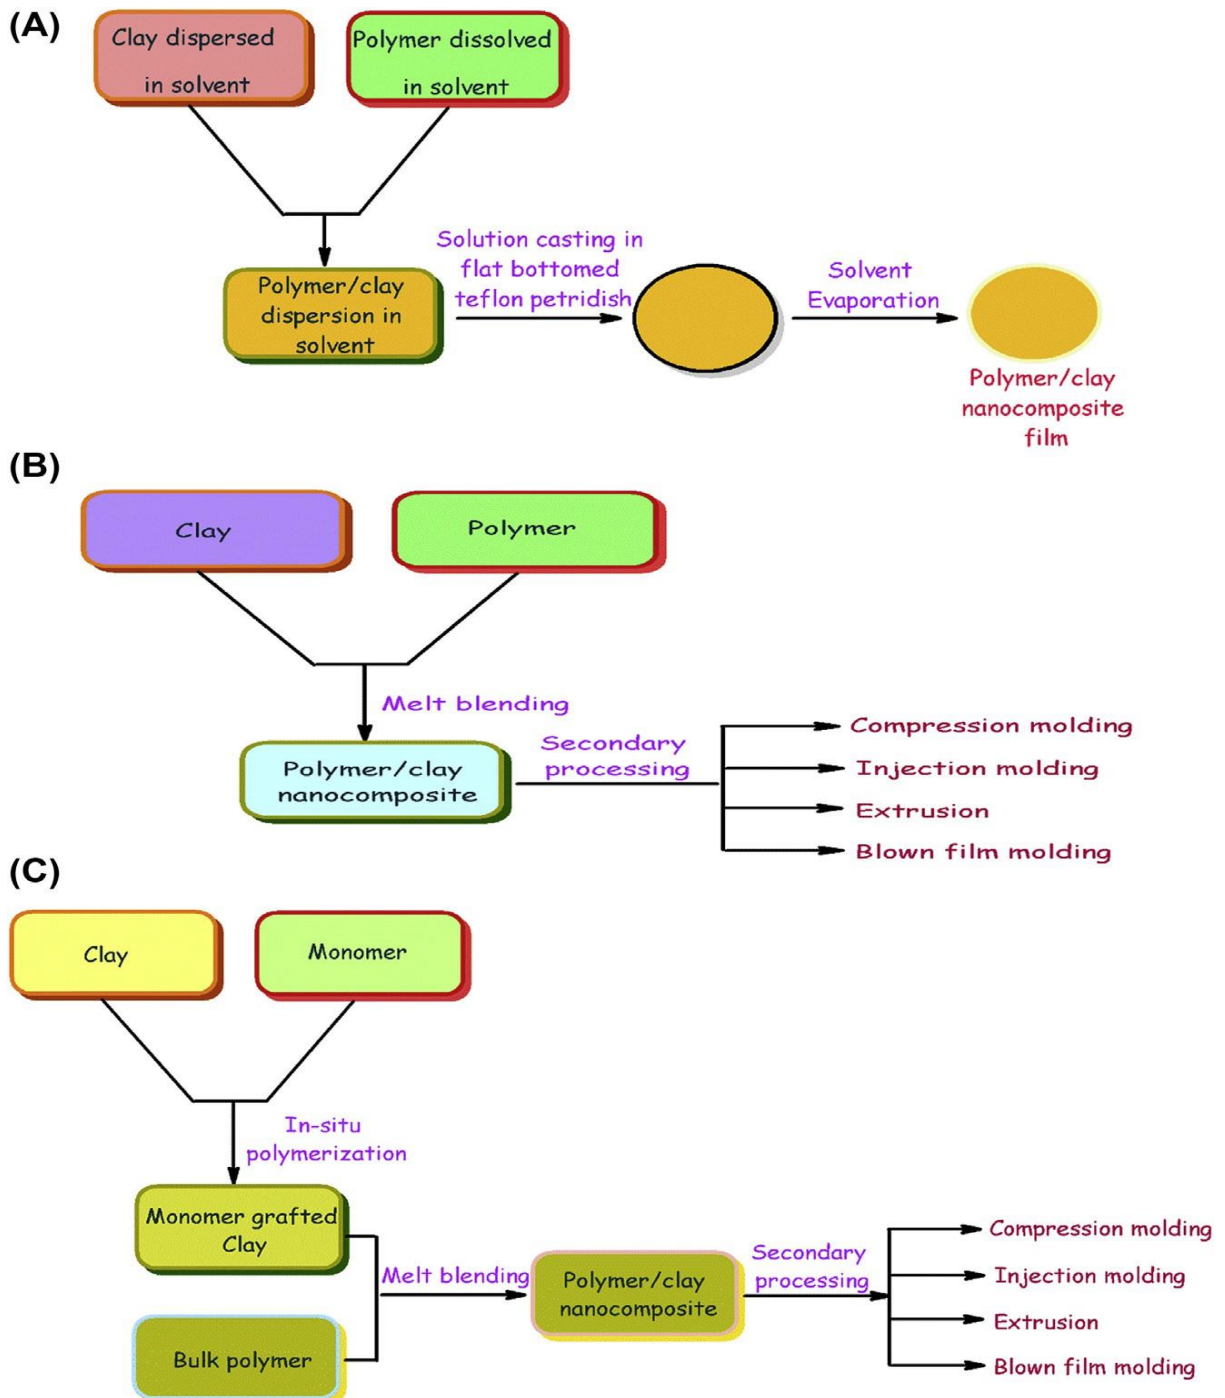 (A)
Clay dispersed
in solvent
Polymer dissolved
in solvent
Polymer/clay
dispersion in
solvent
Solution casting in
flat bottomed
teflon petridish
Solvent
Evaporation
Polymer/clay
nanocomposite
film
(B)
Clay
Polymer
Melt blending
Polymer/clay
nanocomposite
Secondary
processing
Compression molding
Injection molding
Extrusion
Blown film molding
(C)
Clay
Monomer
In-situ
polymerization
Monomer grafted
Clay
Bulk polymer
Melt blending
Polymer/clay
nanocomposite
Secondary
processing
Compression molding
Injection molding
Extrusion
Blown film molding